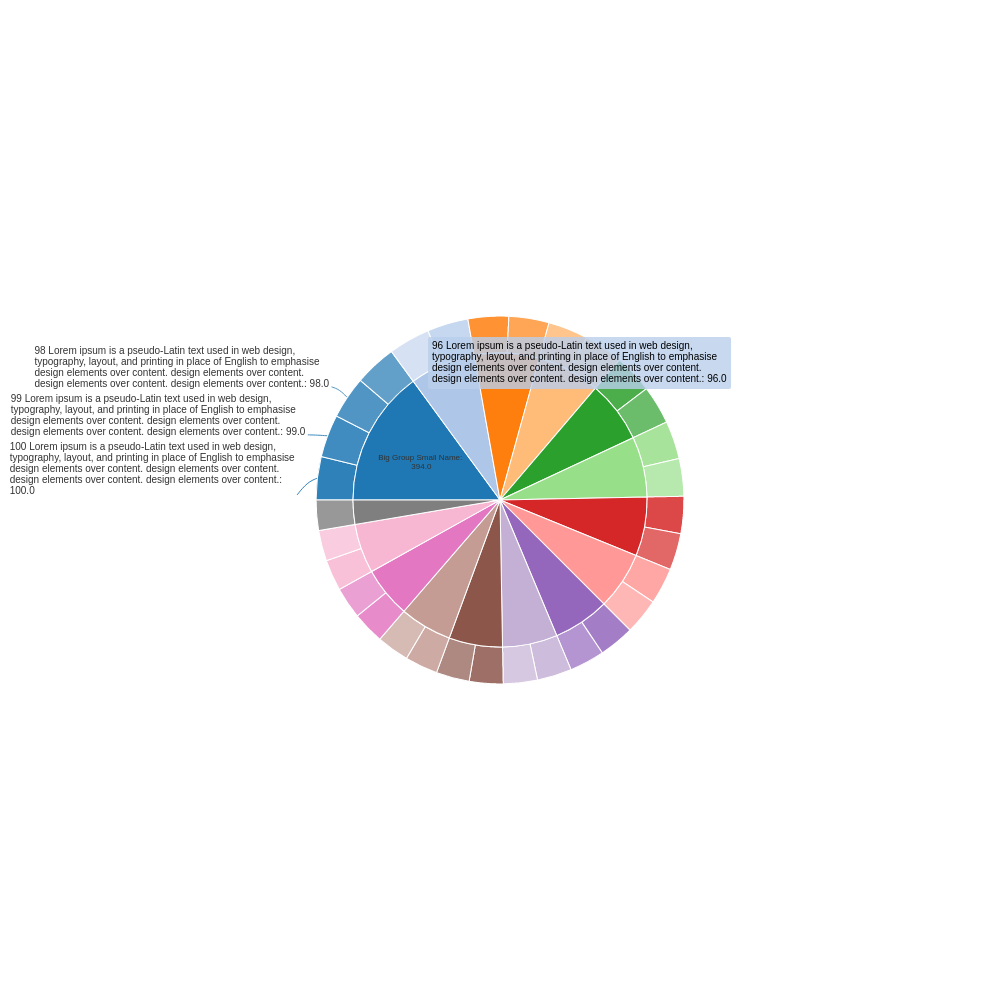 96 Lorem ipsum is a pseudo-Latin text used in web design,
typography, layout, and printing in place of English to emphasise
design elements over content. design elements over content.
design elements over content. design elements over content.: 96.0
98 Lorem ipsum is a pseudo-Latin text used in web design,
typography, layout, and printing in place of English to emphasise
design elements over content. design elements over content.
design elements over content. design elements over content.: 98.0
99 Lorem ipsum is a pseudo-Latin text used in web design,
typography, layout, and printing in place of English to emphasise
design elements over content. design elements over content.
design elements over content. design elements over content.: 99.0
100 Lorem ipsum is a pseudo-Latin text used in web design,
typography, layout, and printing in place of English to emphasise
design elements over content. design elements over content.
design elements over content. design elements over content.:
100.0
Big Group Small Name:
394.0